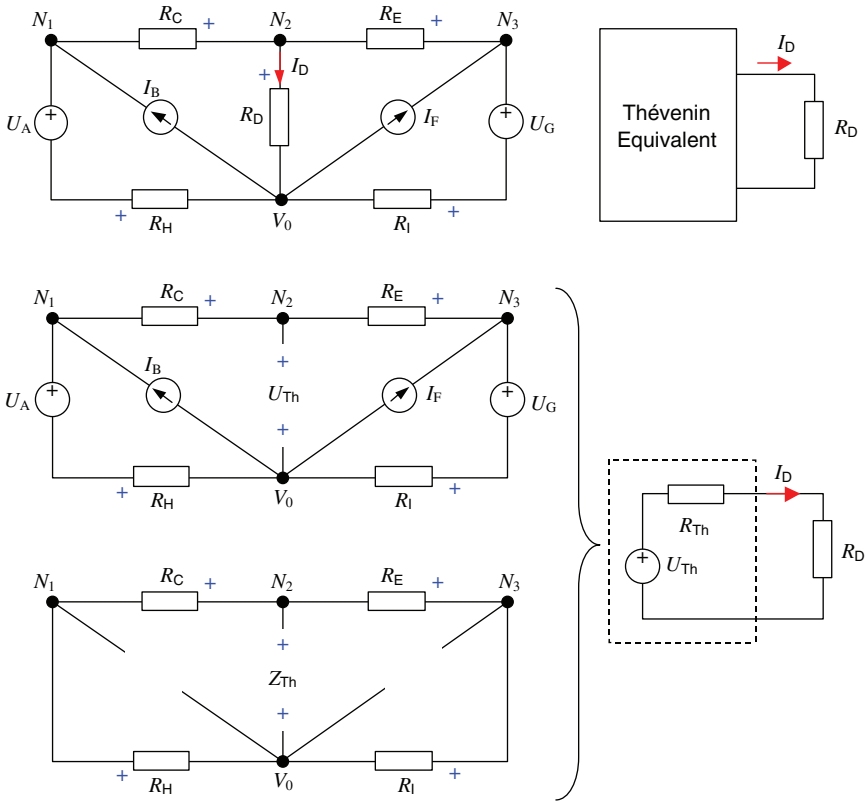 N1 RC + N2 RE + N3
+ ID
IB
UA + RD IF + UG
+ RH V0 RI +
ID
Thévenin
Equivalent
RD
N1 RC + N2 RE + N3
+
IB
UA + UTh IF + UG
+
+ RH V0 RI +
N1 RC + N2 RE + N3
+
ZTh
+
+ RH V0 RI +
ID
RTh
+ UTh
RD